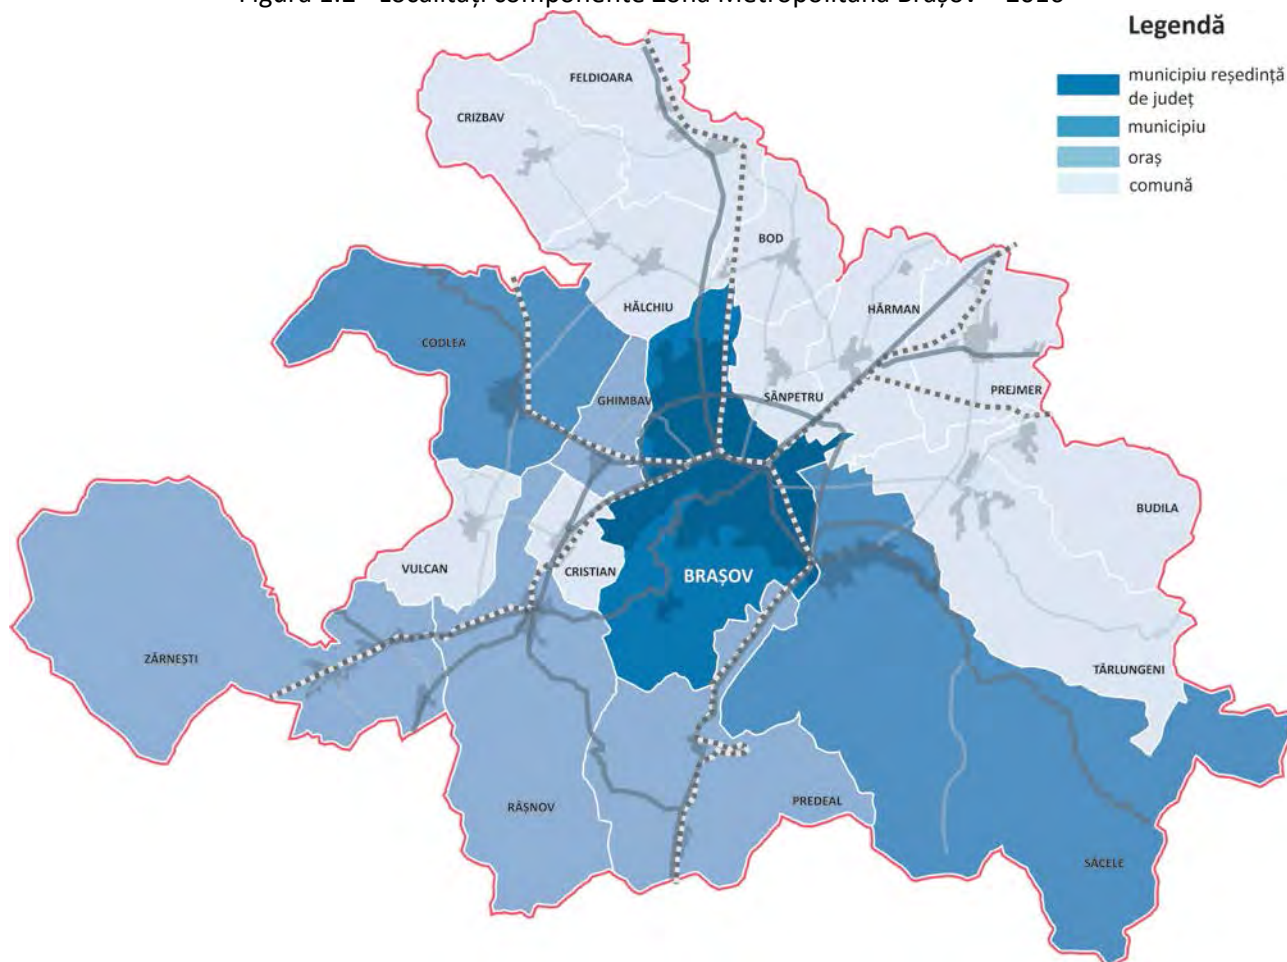 Legendă
municipiu reședință
de județ
municipiu
oraș
comună
FELDIOARA
CRIZBAV
BOD
HĂLCHIU
HĂRMAN
CODLEA
GHIMBAV
SÂNPETRU
PREJMER
BUDILA
VULCAN
CRISTIAN
BRAȘOV
ZĂRNEȘTI
TĂRLUNGENI
RÂȘNOV
PREDEAL
SĂCELE